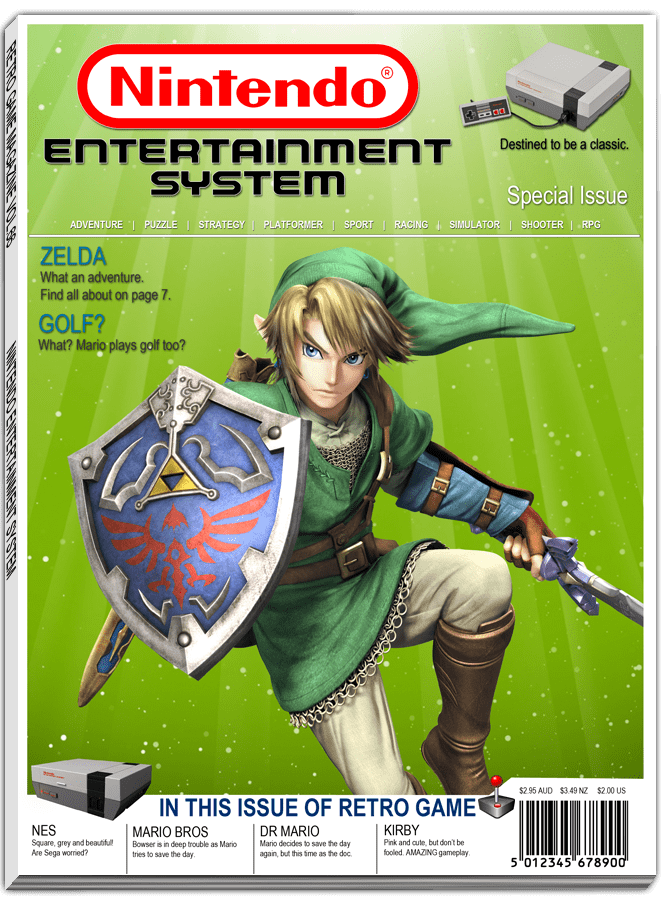 Nintendo®
ENTERTAINMENT
SYSTEM
Destined to be a classic.
Special Issue
ADVENTURE | PUZZLE | STRATEGY | PLATFORMER | SPORT | RACING | SIMULATOR | SHOOTER | RPG
ZELDA
What an adventure.
Find all about on page 7.
GOLF?
What? Mario plays golf too?
IN THIS ISSUE OF RETRO GAME
NES
Square, grey and beautiful!
Are Sega worried?
MARIO BROS
Bowser is in deep trouble as Mario
tries to save the day.
DR MARIO
Mario decides to save the day
again, but this time as the doc.
KIRBY
Pink and cute, but don't be
fooled. AMAZING gameplay.
$2.95 AUD $3.49 NZ $2.00 US
5 012345 678900
NINTENDO ENTERTAINMENT SYSTEM